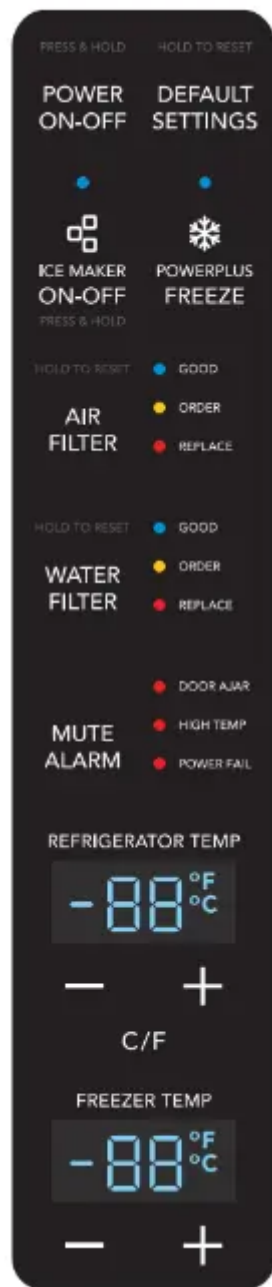 PRESS & HOLD HOLD TO RESET
POWER DEFAULT
ON-OFF SETTINGS
ICE MAKER POWERPLUS
ON-OFF FREEZE
PRESS & HOLD
HOLD TO RESET GOOD
AIR ORDER
FILTER REPLACE
HOLD TO RESET GOOD
WATER ORDER
FILTER REPLACE
DOOR AJAR
MUTE HIGH TEMP
ALARM POWER FAIL
REFRIGERATOR TEMP
-88 °F
°C
− +
C/F
FREEZER TEMP
-88 °F
°C
− +